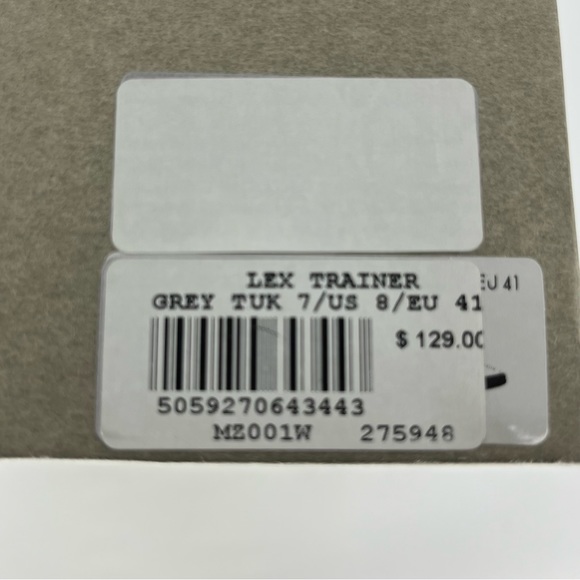 LEX TRAINER
GREY TUK 7/US 8/EU 41
EU 41
$ 129.00
5059270643443
MZ001W 275948